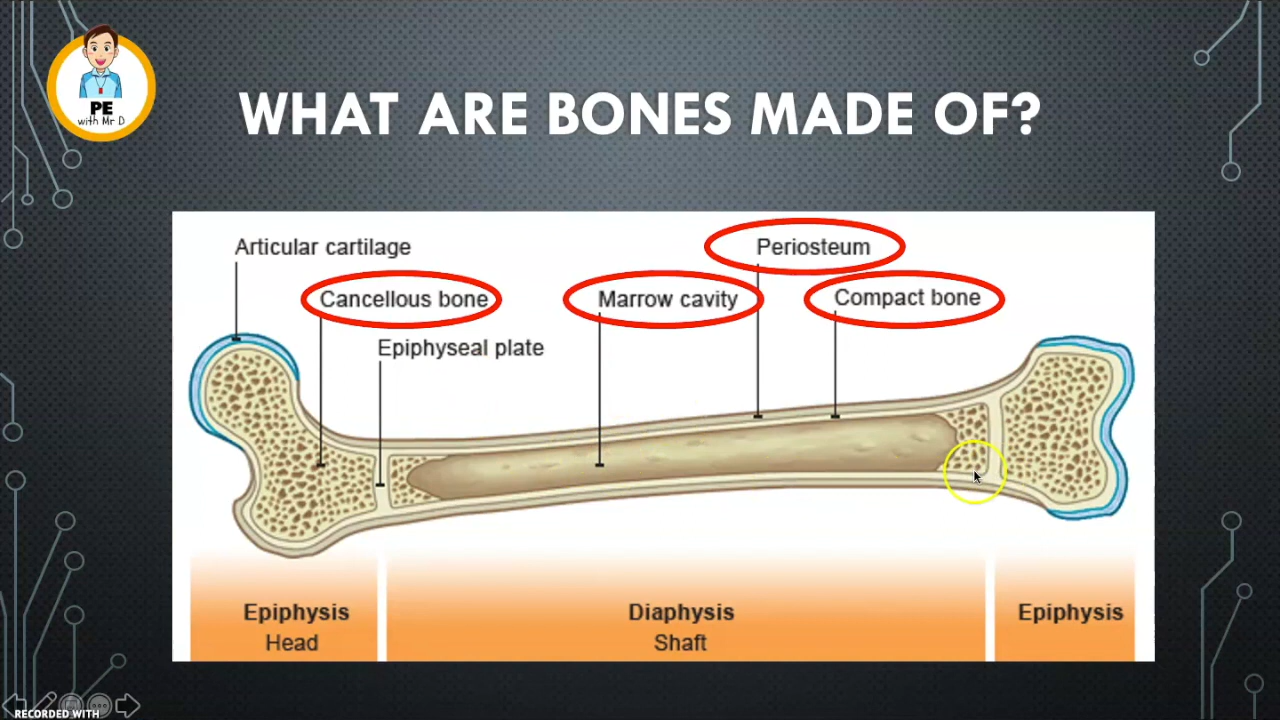 PE
with Mr D
WHAT ARE BONES MADE OF?
Articular cartilage
Periosteum
Cancellous bone
Marrow cavity
Compact bone
Epiphyseal plate
Epiphysis
Head
Diaphysis
Shaft
Epiphysis
RECORDED WITH